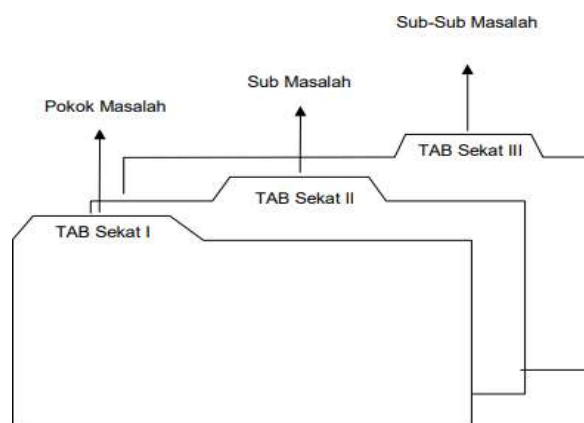 Sub-Sub Masalah
Sub Masalah
Pokok Masalah
TAB Sekat III
TAB Sekat II
TAB Sekat I